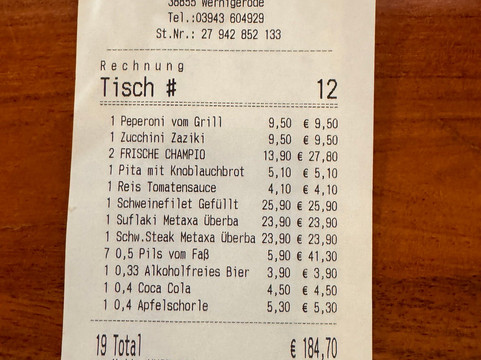 38855 Wernigerode
Tel.:03943 604929
St.Nr.: 27 942 852 133
Rechnung
Tisch # 12
1 Peperoni vom Grill 9,50 € 9,50
1 Zucchini Zaziki 9,50 € 9,50
2 FRISCHE CHAMPIO 13,90 € 27,80
1 Pita mit Knoblauchbrot 5,10 € 5,10
1 Reis Tomatensauce 4,10 € 4,10
1 Schweinefilet Gefüllt 25,90 € 25,90
1 Suflaki Metaxa Überba 23,90 € 23,90
1 Schw.Steak Metaxa Überba 23,90 € 23,90
7 0,5 Pils vom Faß 5,90 € 41,30
1 0,33 Alkoholfreies Bier 3,90 € 3,90
1 0,4 Coca Cola 4,50 € 4,50
1 0,4 Apfelschorle 5,30 € 5,30
19 Total € 184,70